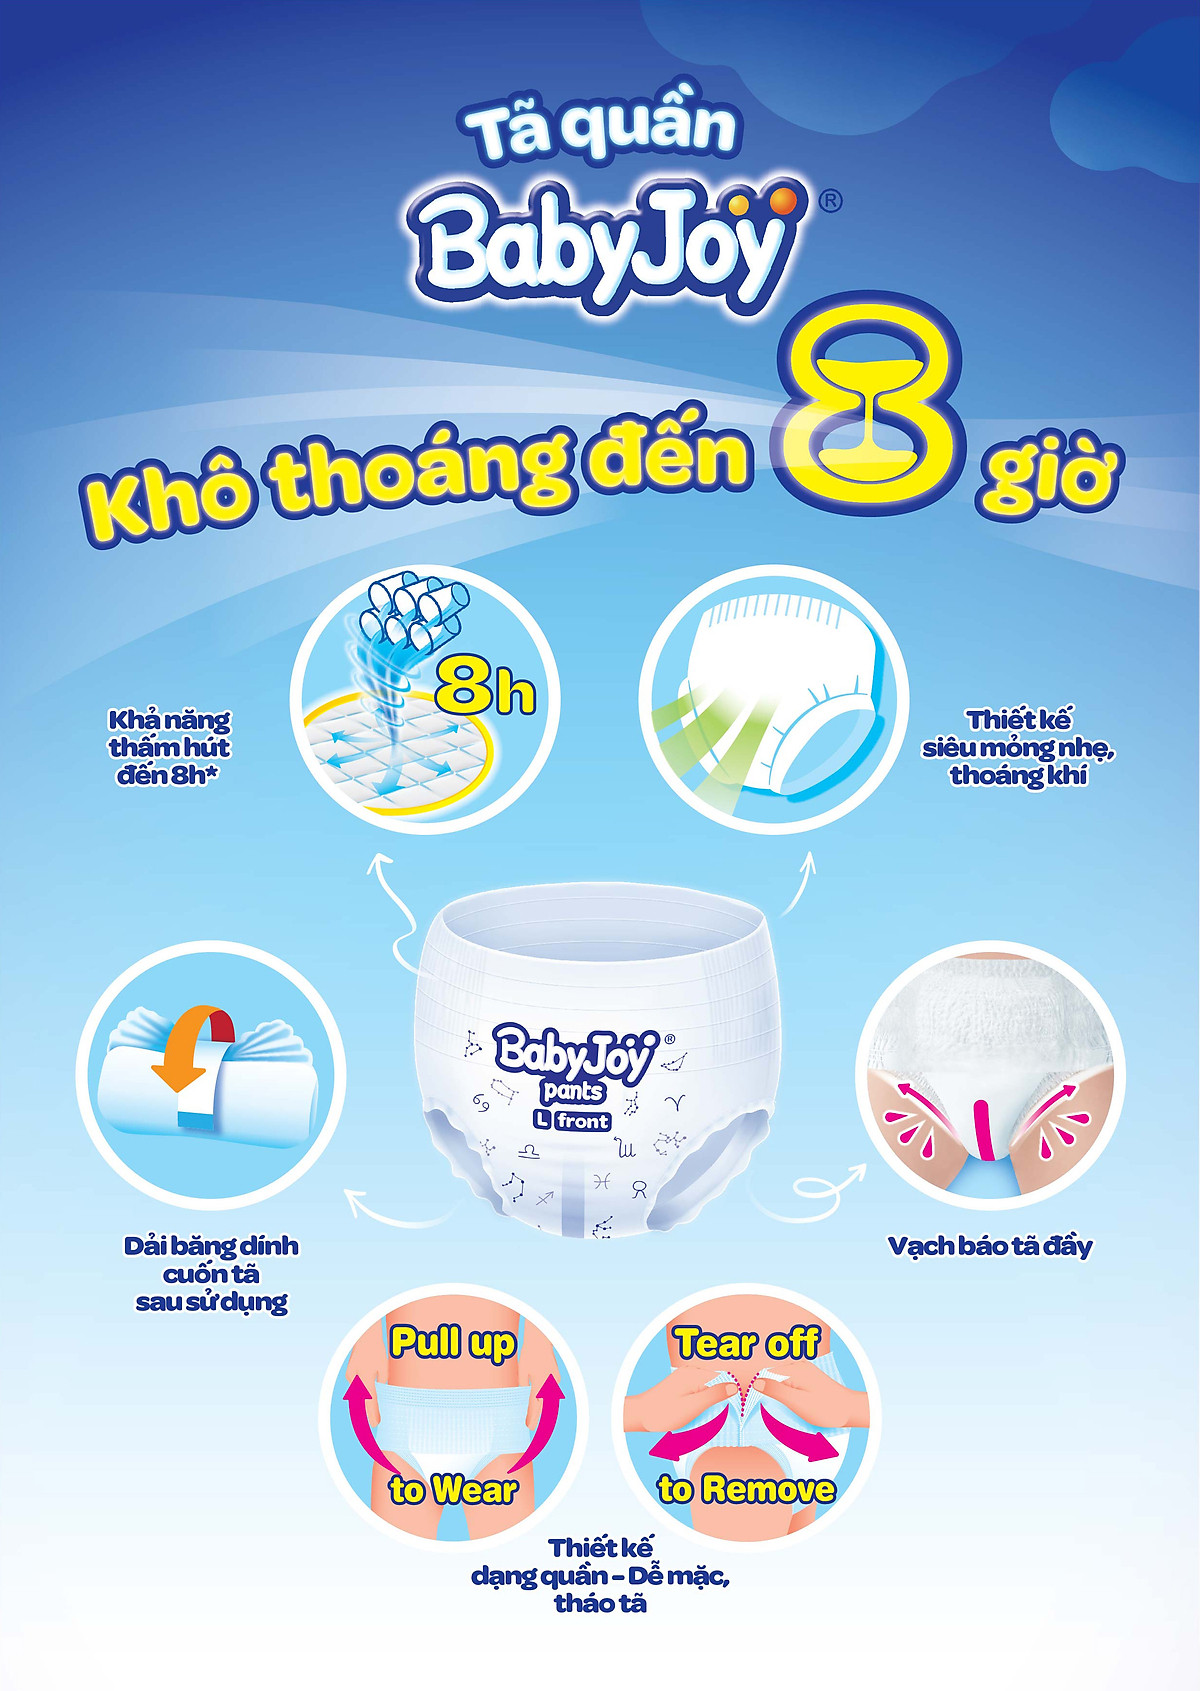 Tã quần
BabyJoy®
Khô thoáng đến 8 giờ
8h
Khả năng
thấm hút
đến 8h*
Thiết kế
siêu mỏng nhẹ,
thoáng khí
BabyJoy®
pants
L front
Dải băng dính
cuốn tã
sau sử dụng
Vạch báo tã đầy
Pull up
to Wear
Tear off
to Remove
Thiết kế
dạng quần – Dễ mặc,
tháo tã